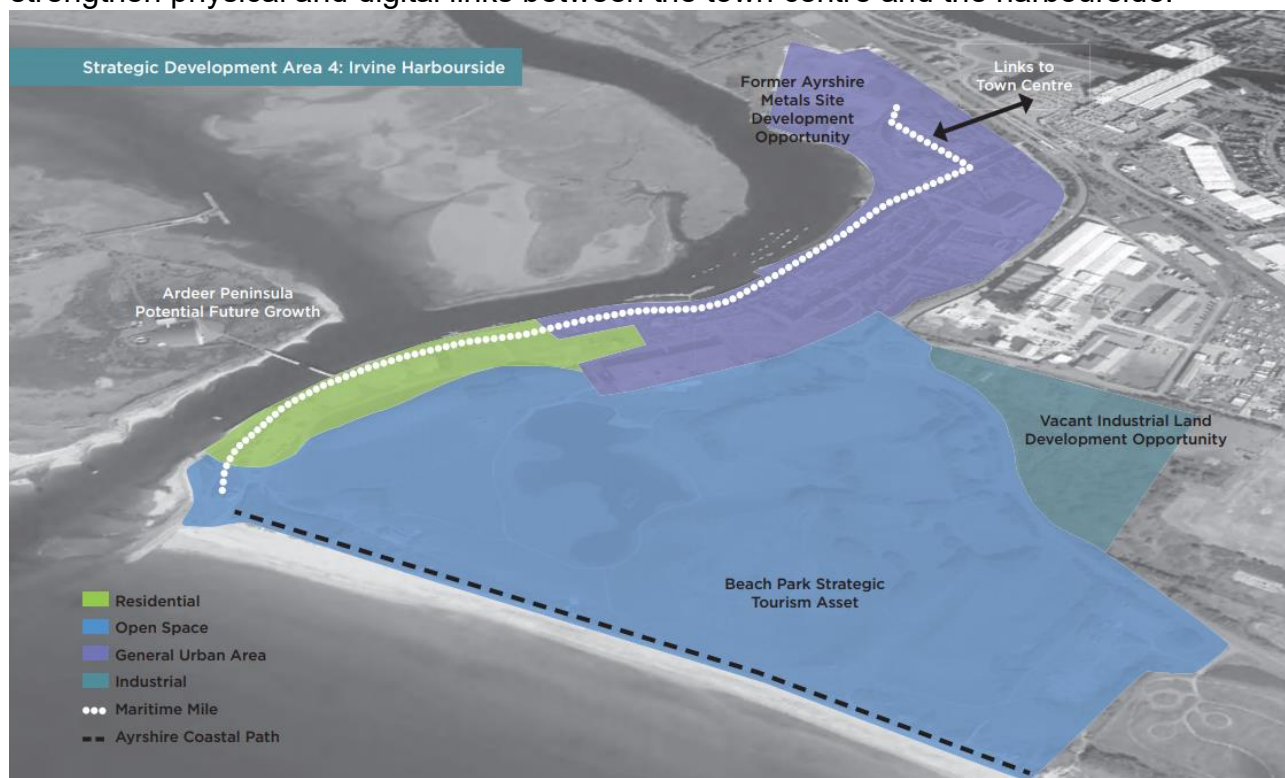 strengthen physical and digital links between the town centre and the harbourside.
Strategic Development Area 4: Irvine Harbourside
Former Ayrshire
Metals Site
Development
Opportunity
Links to
Town Centre
Ardeer Peninsula
Potential Future Growth
Vacant Industrial Land
Development Opportunity
Beach Park Strategic
Tourism Asset
Residential
Open Space
General Urban Area
Industrial
Maritime Mile
Ayrshire Coastal Path